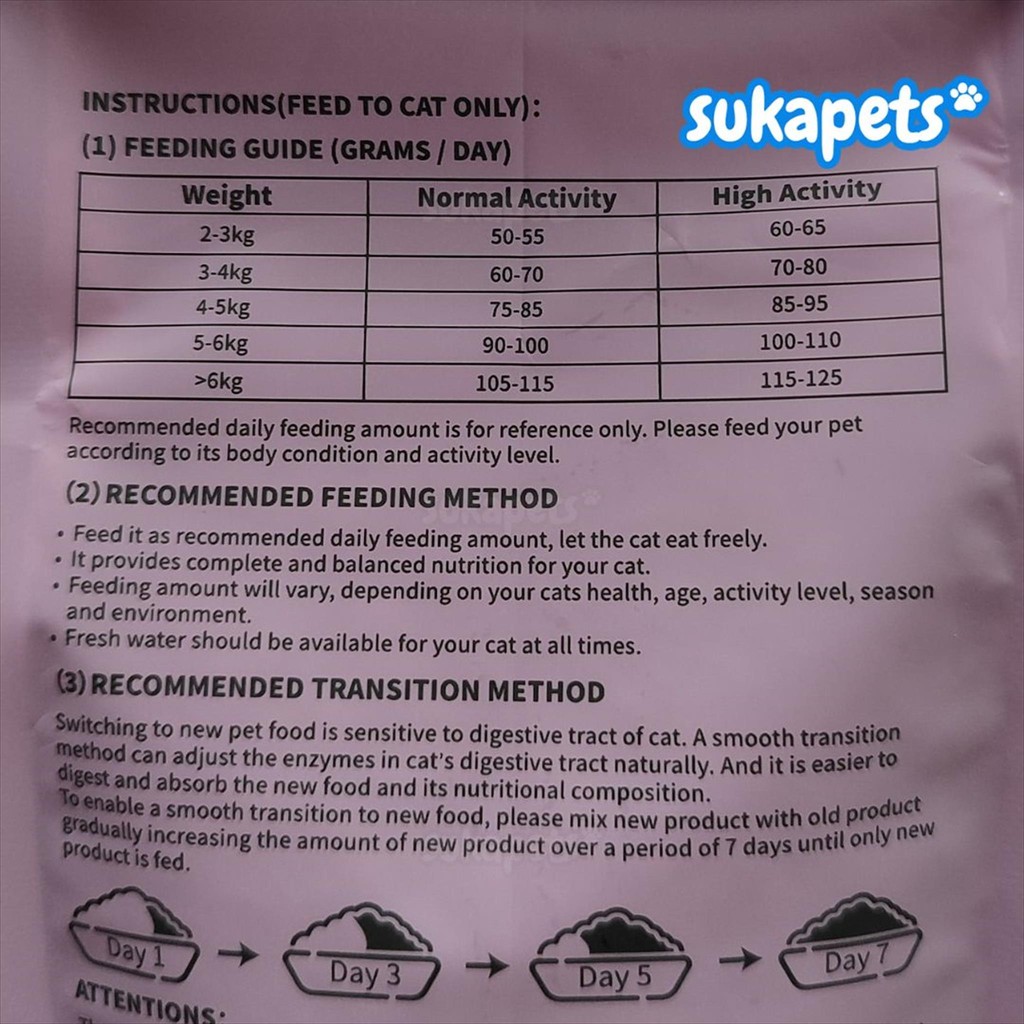 sukapets
INSTRUCTIONS(FEED TO CAT ONLY):
(1) FEEDING GUIDE (GRAMS / DAY)
Weight Normal Activity High Activity
2-3kg 50-55 60-65
3-4kg 60-70 70-80
4-5kg 75-85 85-95
5-6kg 90-100 100-110
>6kg 105-115 115-125
Recommended daily feeding amount is for reference only. Please feed your pet
according to its body condition and activity level.
(2) RECOMMENDED FEEDING METHOD
• Feed it as recommended daily feeding amount, let the cat eat freely.
• It provides complete and balanced nutrition for your cat.
• Feeding amount will vary, depending on your cats health, age, activity level, season
and environment.
• Fresh water should be available for your cat at all times.
(3) RECOMMENDED TRANSITION METHOD
Switching to new pet food is sensitive to digestive tract of cat. A smooth transition
method can adjust the enzymes in cat's digestive tract naturally. And it is easier to
digest and absorb the new food and its nutritional composition.
To enable a smooth transition to new food, please mix new product with old product
gradually increasing the amount of new product over a period of 7 days until only new
product is fed.
Day 1 Day 3 Day 5 Day 7
ATTENTIONS: